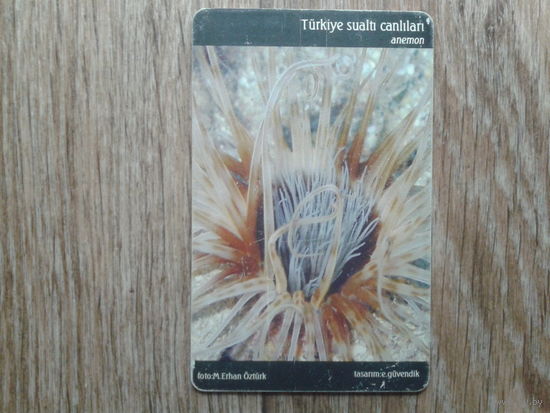 Türkiye sualtı canlıları
anemon
foto:M.Erhan Öztürk
tasarım:e.güvendik